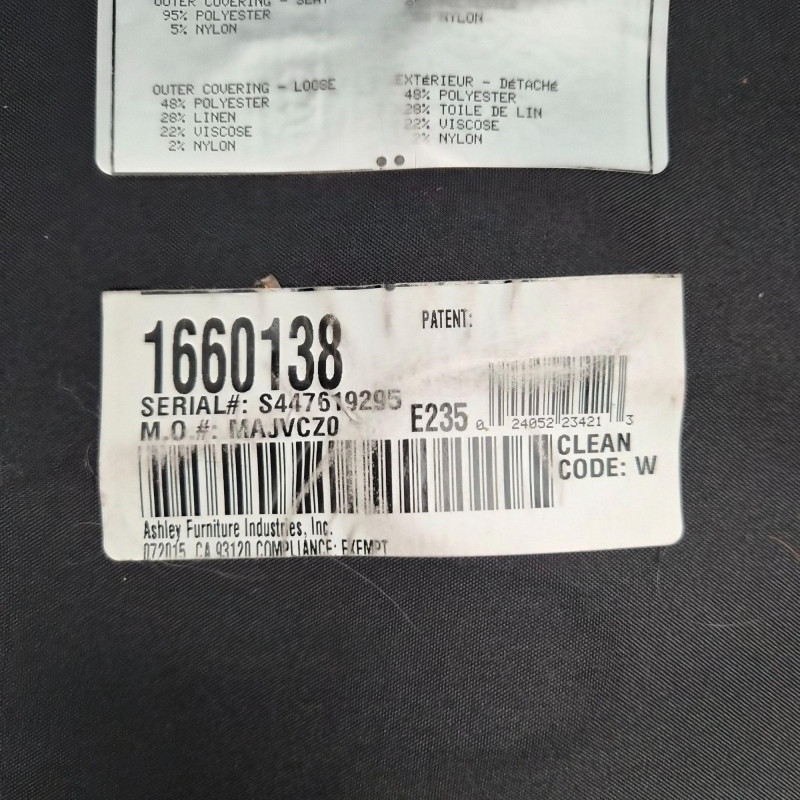 OUTER COVERING - SEAT
95% POLYESTER
5% NYLON
NYLON
OUTER COVERING - LOOSE
48% POLYESTER
28% LINEN
22% VISCOSE
2% NYLON
EXTÉRIEUR - DÉTACHÉ
48% POLYESTER
28% TOILE DE LIN
22% VISCOSE
% NYLON
1660138
PATENT:
SERIAL#: S447619295
M.O.#: MAJVCZ0
E235
0 24052 23421 3
CLEAN
CODE: W
Ashley Furniture Industries, Inc.
072015 CA 93120 COMPLIANCE: EXEMPT